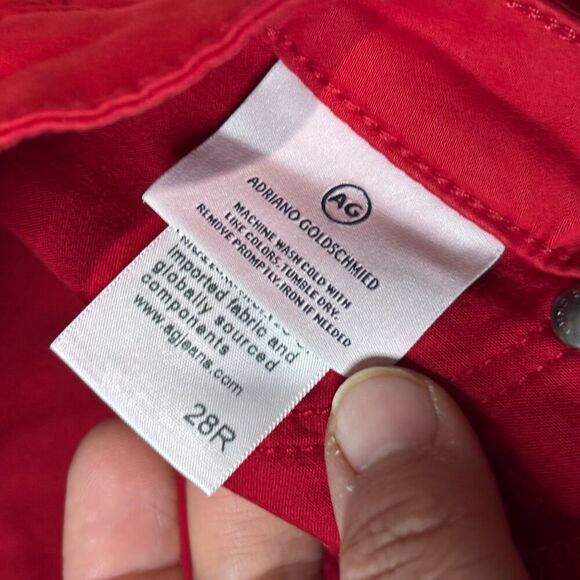 AG
ADRIANO GOLDSCHMIED
MACHINE WASH COLD WITH
LIKE COLORS. TUMBLE DRY.
REMOVE PROMPTLY. IRON IF NEEDED
imported fabric and
globally sourced
components
www.agjeans.com
28R